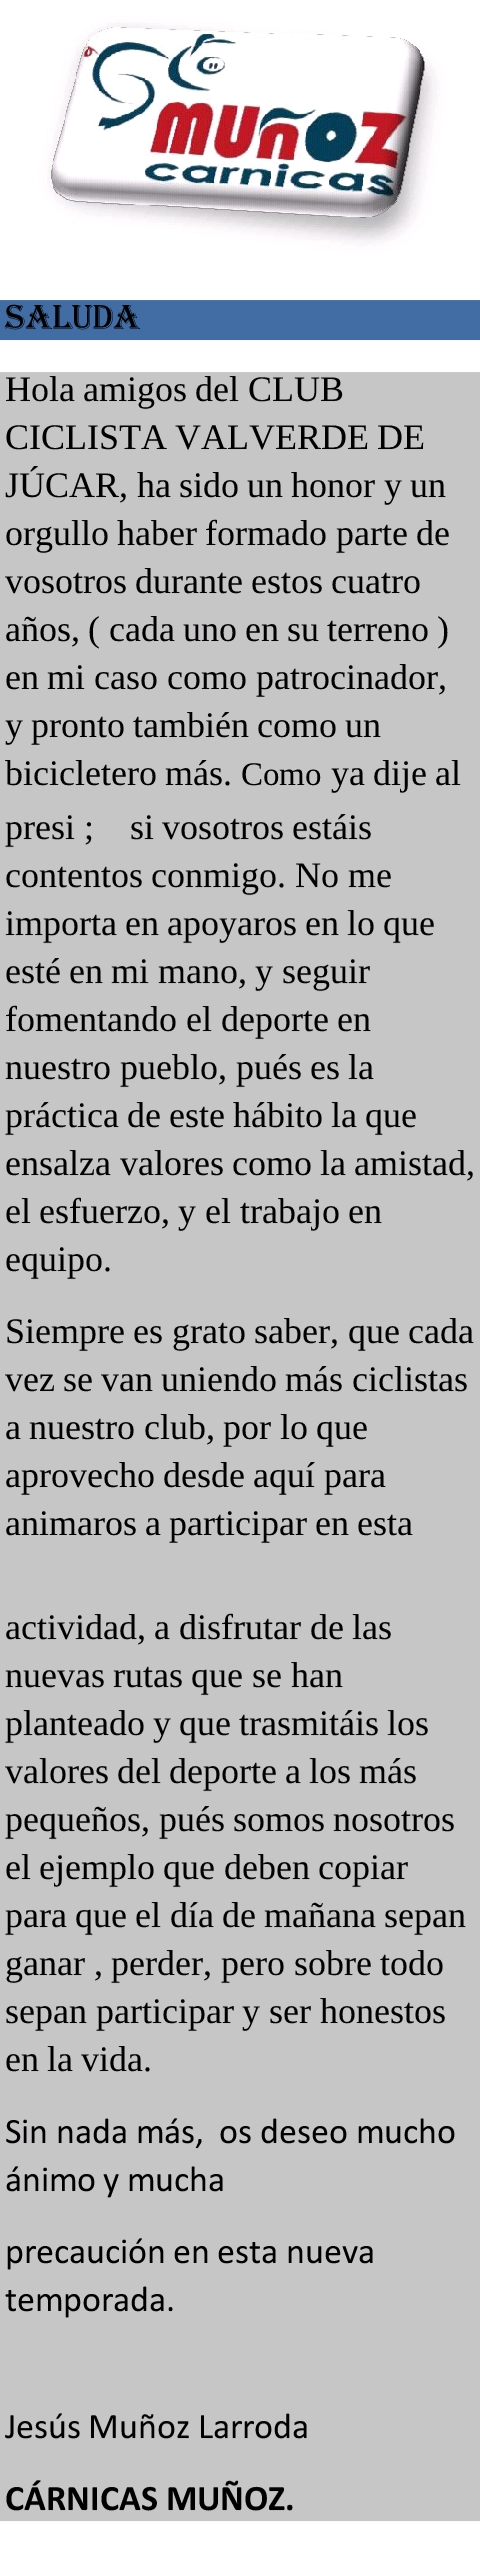 MUÑOZ
carnicas
SALUDA
Hola amigos del CLUB
CICLISTA VALVERDE DE
JÚCAR, ha sido un honor y un
orgullo haber formado parte de
vosotros durante estos cuatro
años, ( cada uno en su terreno )
en mi caso como patrocinador,
y pronto también como un
bicicletero más. Como ya dije al
presi ;    si vosotros estáis
contentos conmigo. No me
importa en apoyaros en lo que
esté en mi mano, y seguir
fomentando el deporte en
nuestro pueblo, pués es la
práctica de este hábito la que
ensalza valores como la amistad,
el esfuerzo, y el trabajo en
equipo.
Siempre es grato saber, que cada
vez se van uniendo más ciclistas
a nuestro club, por lo que
aprovecho desde aquí para
animaros a participar en esta
actividad, a disfrutar de las
nuevas rutas que se han
planteado y que trasmitáis los
valores del deporte a los más
pequeños, pués somos nosotros
el ejemplo que deben copiar
para que el día de mañana sepan
ganar , perder, pero sobre todo
sepan participar y ser honestos
en la vida.
Sin nada más,  os deseo mucho
ánimo y mucha
precaución en esta nueva
temporada.
Jesús Muñoz Larroda
CÁRNICAS MUÑOZ.